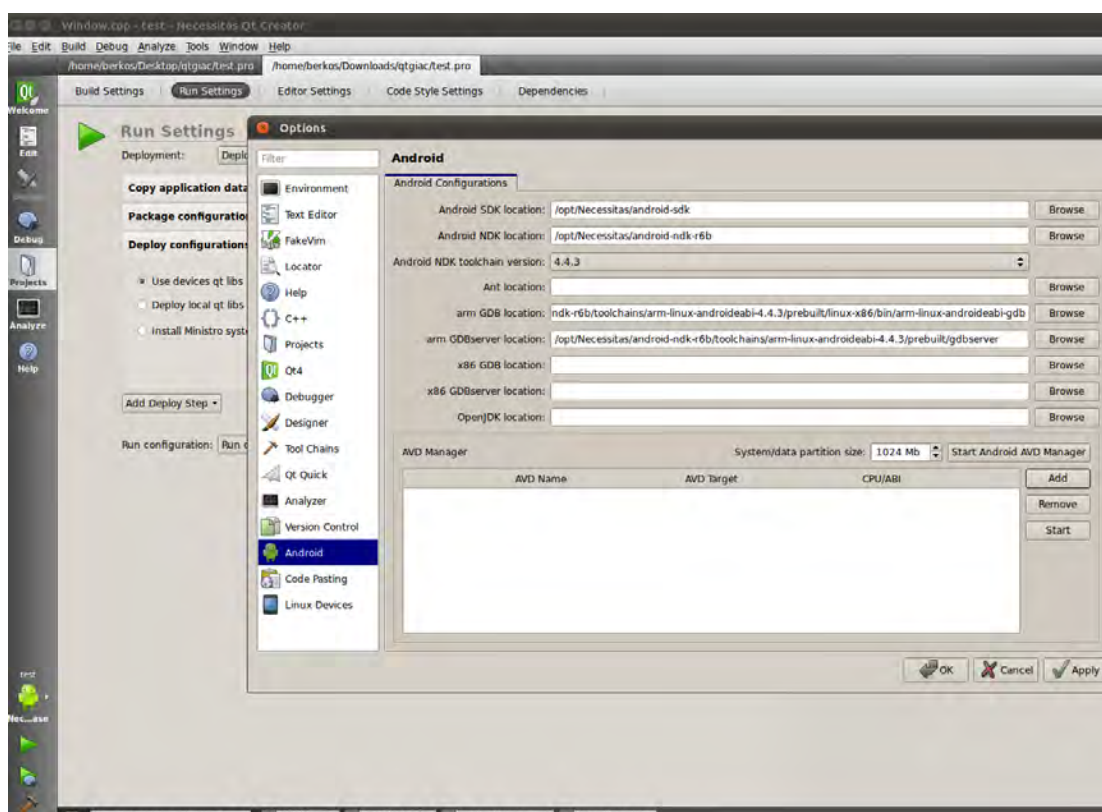 Window.cpp - test - Necessitas Qt Creator
File Edit Build Debug Analyze Tools Window Help
/home/berkos/Desktop/qtgiac/test.pro /home/berkos/Downloads/qtgiac/test.pro
Build Settings Run Settings Editor Settings Code Style Settings Dependencies
Welcome
Edit
Debug
Projects
Analyze
Help
test
Nec...ase
Run Settings
Deployment: Deplo
Copy application data
Package configuration
Deploy configurations
Use devices qt libs
Deploy local qt libs
Install Ministro syst
Add Deploy Step
Run configuration: Run
Options
Filter
Environment
Text Editor
FakeVim
Locator
Help
C++
Projects
Qt4
Debugger
Designer
Tool Chains
Qt Quick
Analyzer
Version Control
Android
Code Pasting
Linux Devices
Android
Android Configurations
Android SDK location: /opt/Necessitas/android-sdk Browse
Android NDK location: /opt/Necessitas/android-ndk-r6b Browse
Android NDK toolchain version: 4.4.3
Ant location: Browse
arm GDB location: ndk-r6b/toolchains/arm-linux-androideabi-4.4.3/prebuilt/linux-x86/bin/arm-linux-androideabi-gdb Browse
arm GDBserver location: /opt/Necessitas/android-ndk-r6b/toolchains/arm-linux-androideabi-4.4.3/prebuilt/gdbserver Browse
x86 GDB location: Browse
x86 GDBserver location: Browse
OpenJDK location: Browse
AVD Manager System/data partition size: 1024 Mb Start Android AVD Manager
AVD Name AVD Target CPU/ABI Add
Remove
Start
OK Cancel Apply